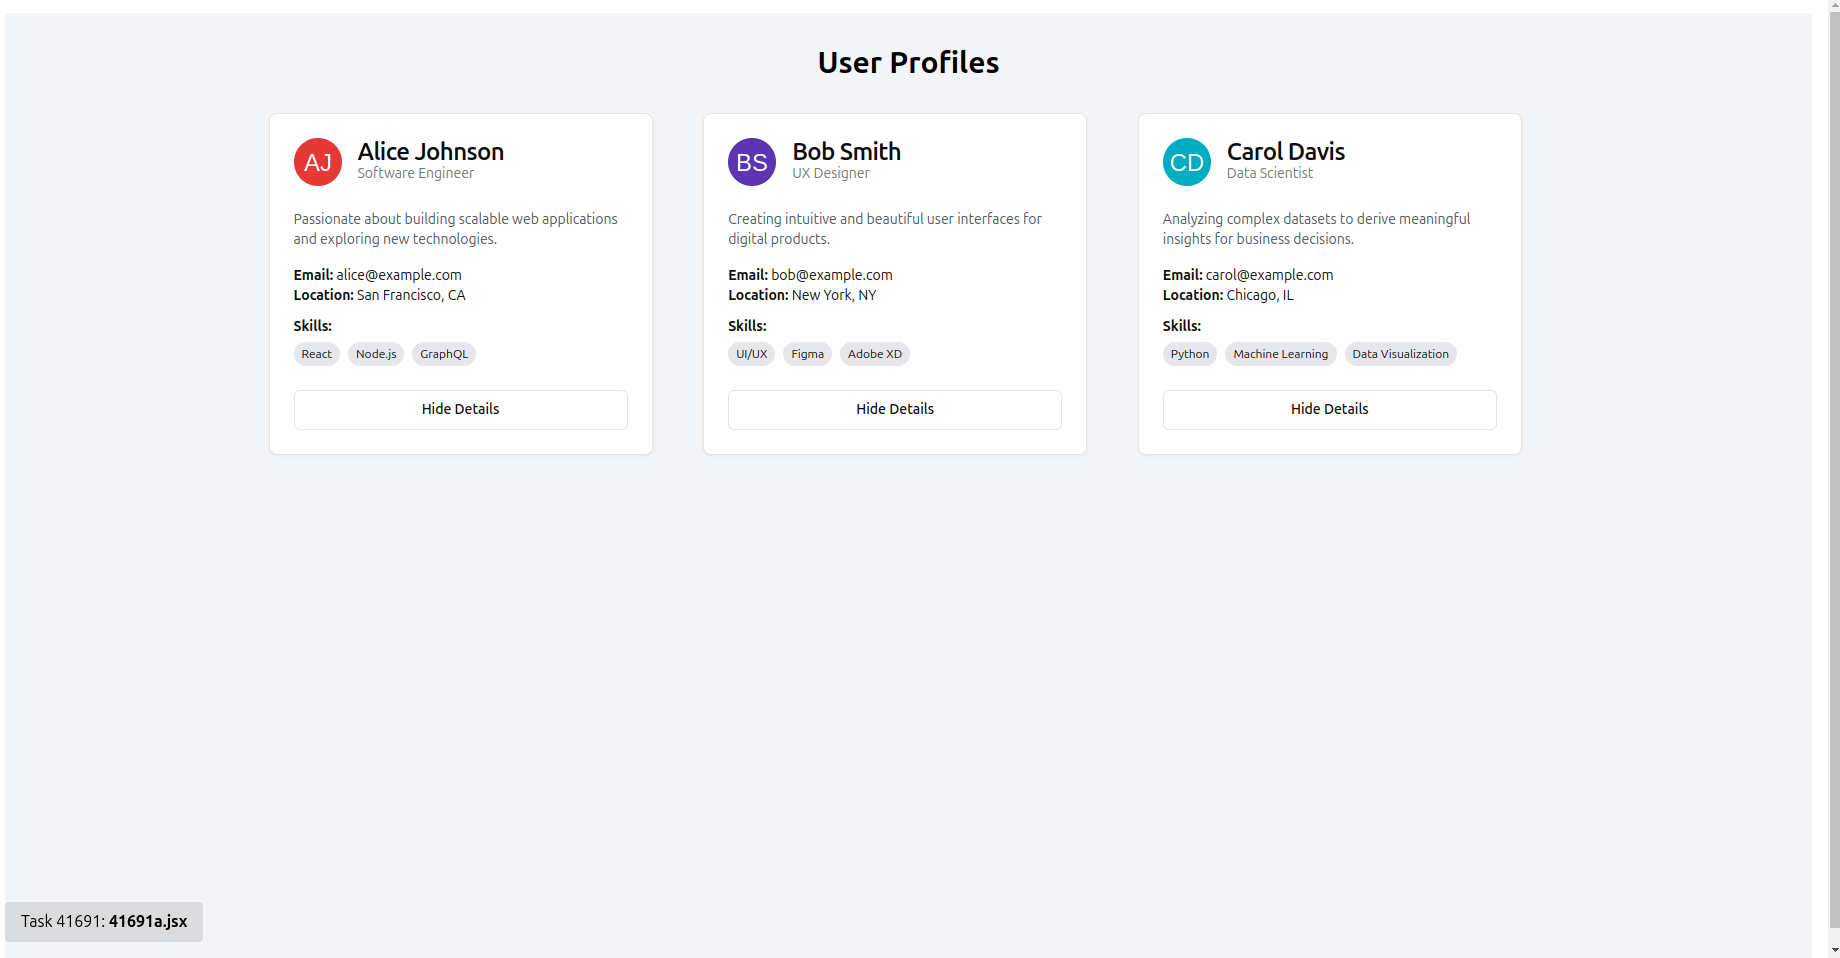 User Profiles
AJ
Alice Johnson
Software Engineer
Passionate about building scalable web applications
and exploring new technologies.
Email: alice@example.com
Location: San Francisco, CA
Skills:
React Node.js GraphQL
Hide Details
BS
Bob Smith
UX Designer
Creating intuitive and beautiful user interfaces for
digital products.
Email: bob@example.com
Location: New York, NY
Skills:
UI/UX Figma Adobe XD
Hide Details
CD
Carol Davis
Data Scientist
Analyzing complex datasets to derive meaningful
insights for business decisions.
Email: carol@example.com
Location: Chicago, IL
Skills:
Python Machine Learning Data Visualization
Hide Details
Task 41691: 41691a.jsx